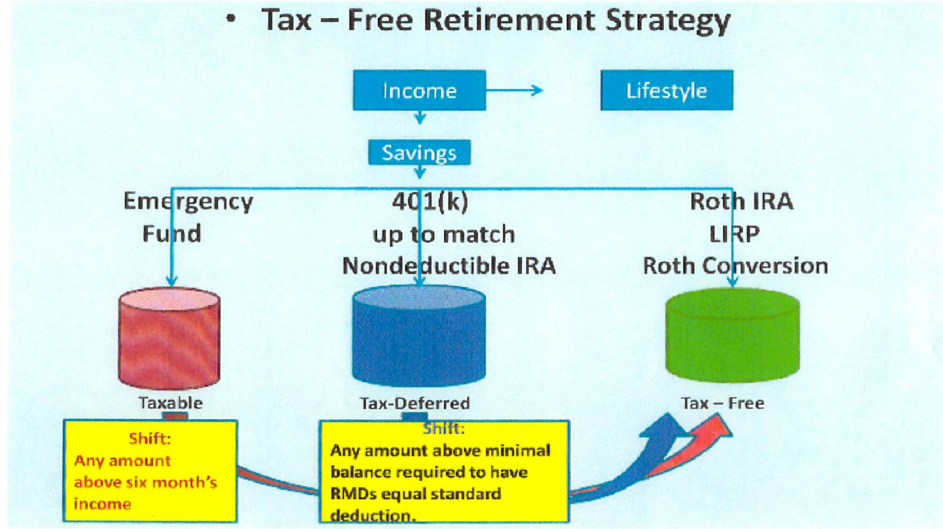 • Tax – Free Retirement Strategy
Income
Lifestyle
Savings
Emergency
Fund
401(k)
up to match
Nondeductible IRA
Roth IRA
LIRP
Roth Conversion
Taxable
Tax-Deferred
Tax – Free
Shift:
Any amount
above six month's
income
Shift:
Any amount above minimal
balance required to have
RMDs equal standard
deduction.